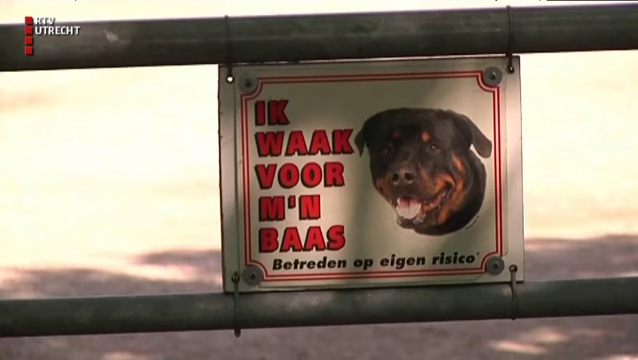 RTV
UTRECHT
IK
WAAK
VOOR
M'N
BAAS
Betreden op eigen risico